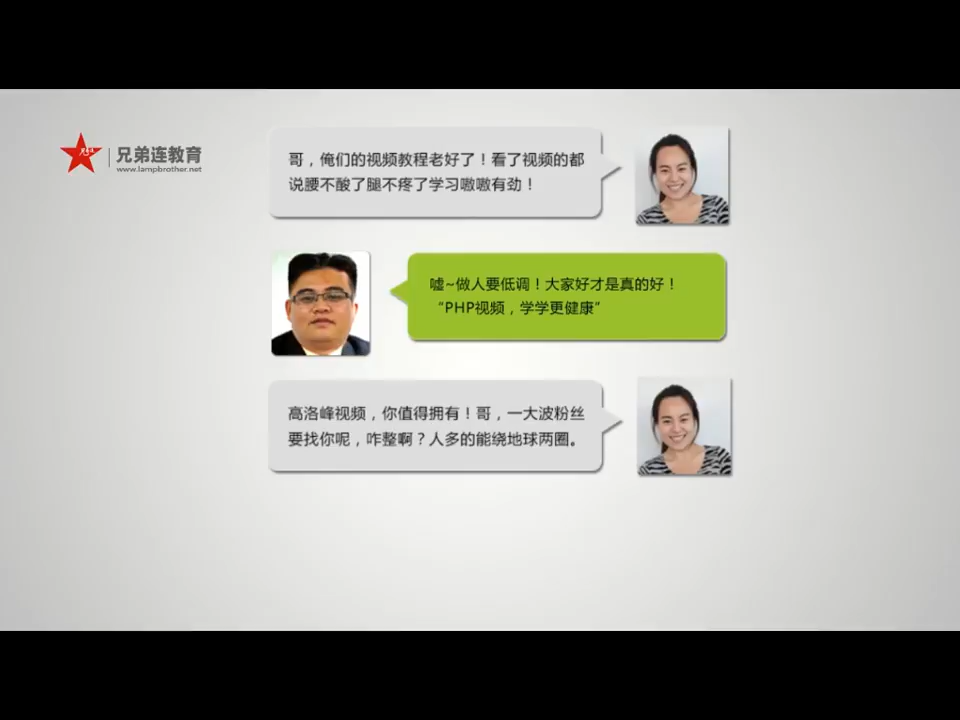 兄弟连教育
www.lampbrother.net
哥，俺们的视频教程老好了！看了视频的都
说腰不酸了腿不疼了学习嗷嗷有劲！
嘘~做人要低调！大家好才是真的好！
“PHP视频，学学更健康”
高洛峰视频，你值得拥有！哥，一大波粉丝
要找你呢，咋整啊？人多的能绕地球两圈。